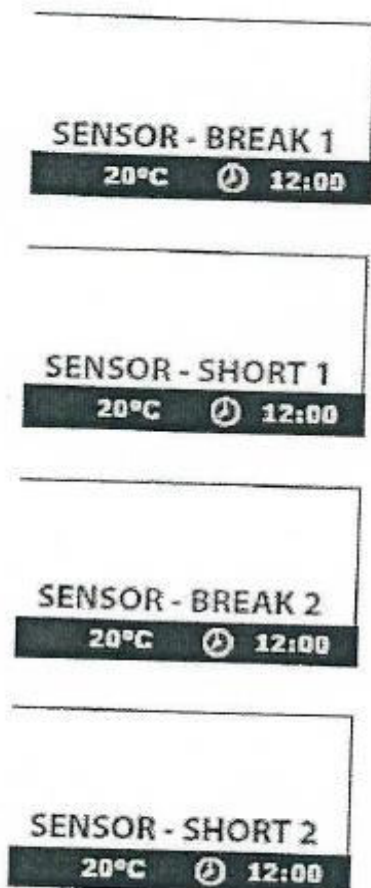 SENSOR - BREAK 1
20°C 12:00
SENSOR - SHORT 1
20°C 12:00
SENSOR - BREAK 2
20°C 12:00
SENSOR - SHORT 2
20°C 12:00